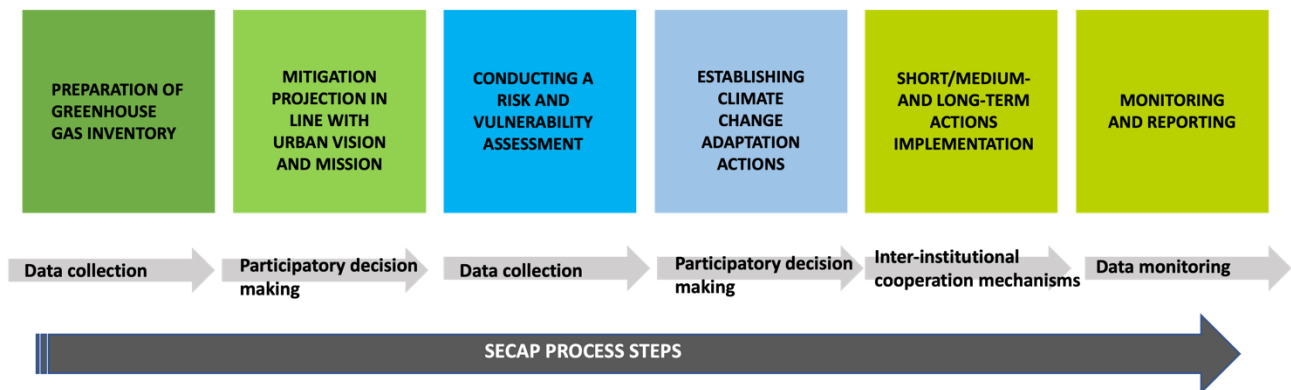 PREPARATION OF
GREENHOUSE
GAS INVENTORY
MITIGATION
PROJECTION IN
LINE WITH
URBAN VISION
AND MISSION
CONDUCTING A
RISK AND
VULNERABILITY
ASSESSMENT
ESTABLISHING
CLIMATE
CHANGE
ADAPTATION
ACTIONS
SHORT/MEDIUM-
AND LONG-TERM
ACTIONS
IMPLEMENTATION
MONITORING
AND REPORTING
Data collection
Participatory decision
making
Data collection
Participatory decision
making
Inter-institutional
cooperation mechanisms
Data monitoring
SECAP PROCESS STEPS